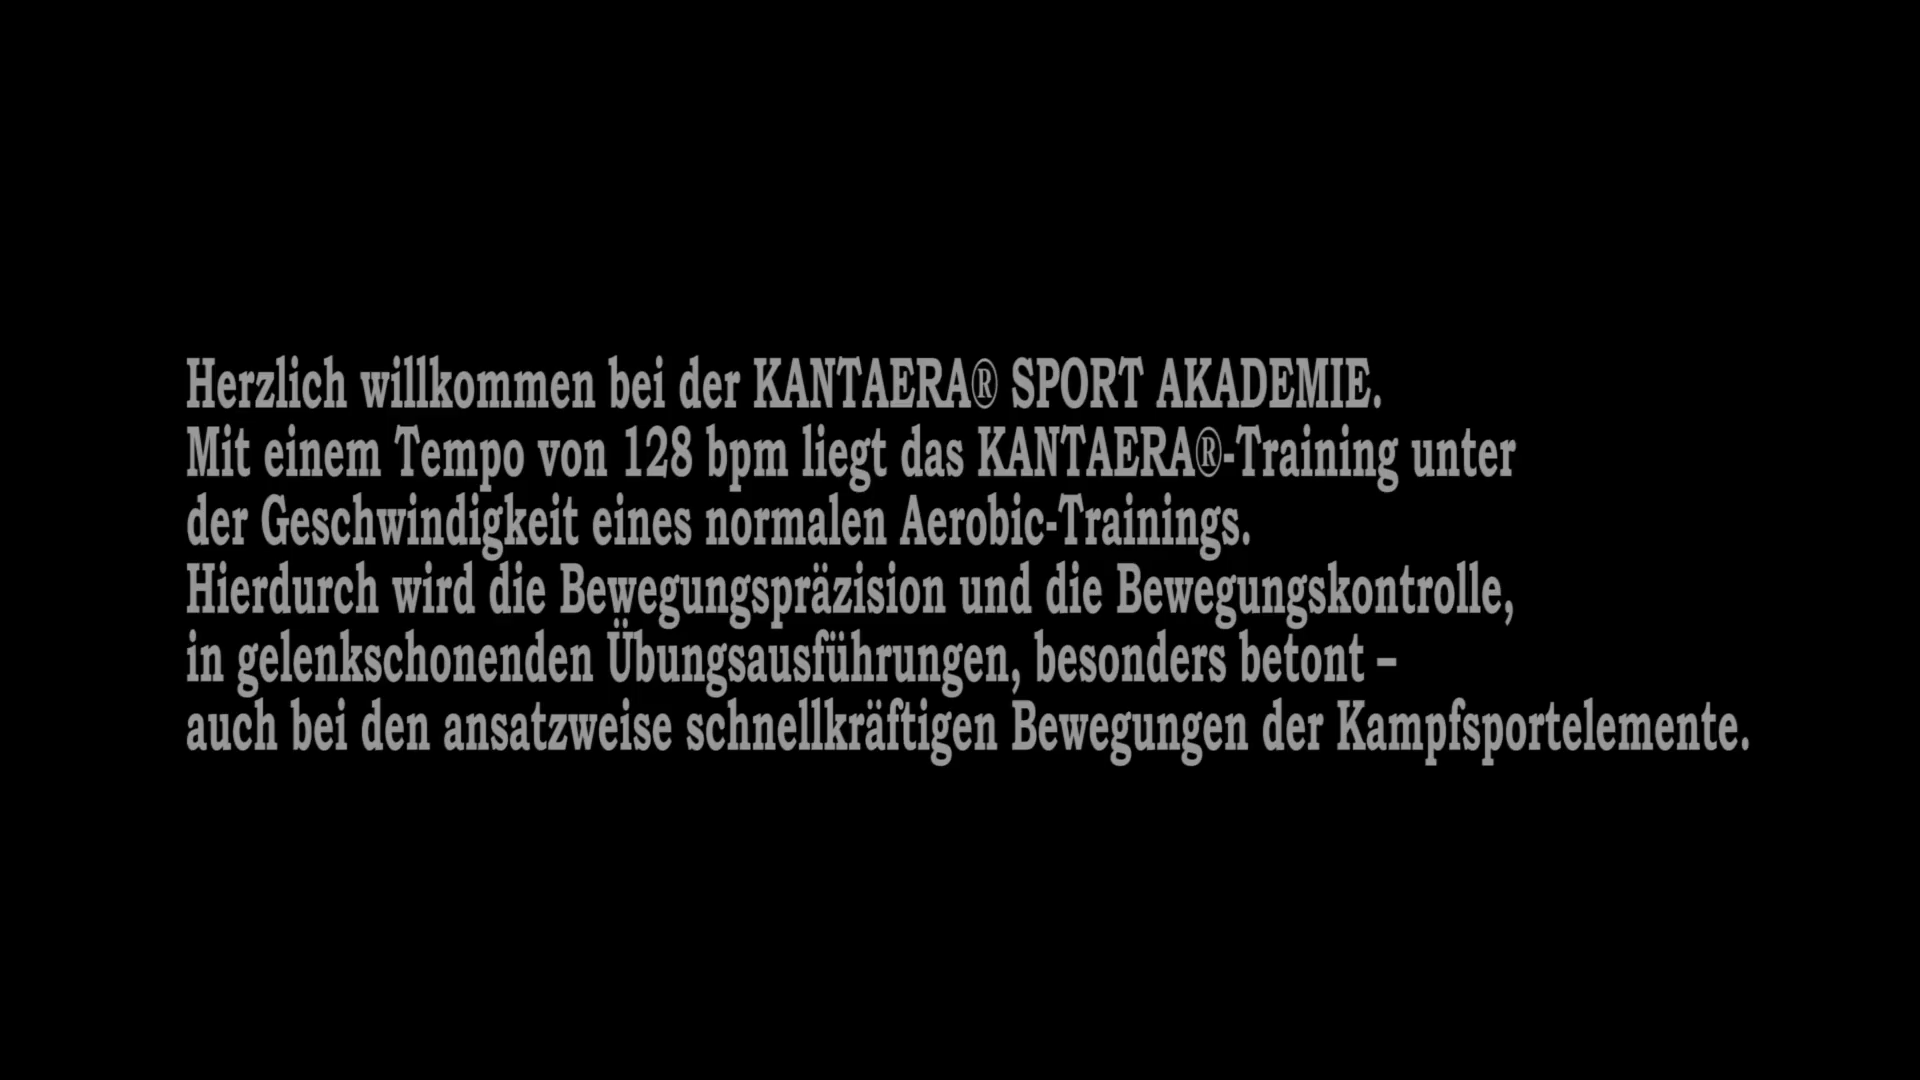 Herzlich willkommen bei der KANTAERA® SPORT AKADEMIE.
Mit einem Tempo von 128 bpm liegt das KANTAERA®-Training unter
der Geschwindigkeit eines normalen Aerobic-Trainings.
Hierdurch wird die Bewegungspräzision und die Bewegungskontrolle,
in gelenkschonenden Übungsausführungen, besonders betont –
auch bei den ansatzweise schnellkräftigen Bewegungen der Kampfsportelemente.